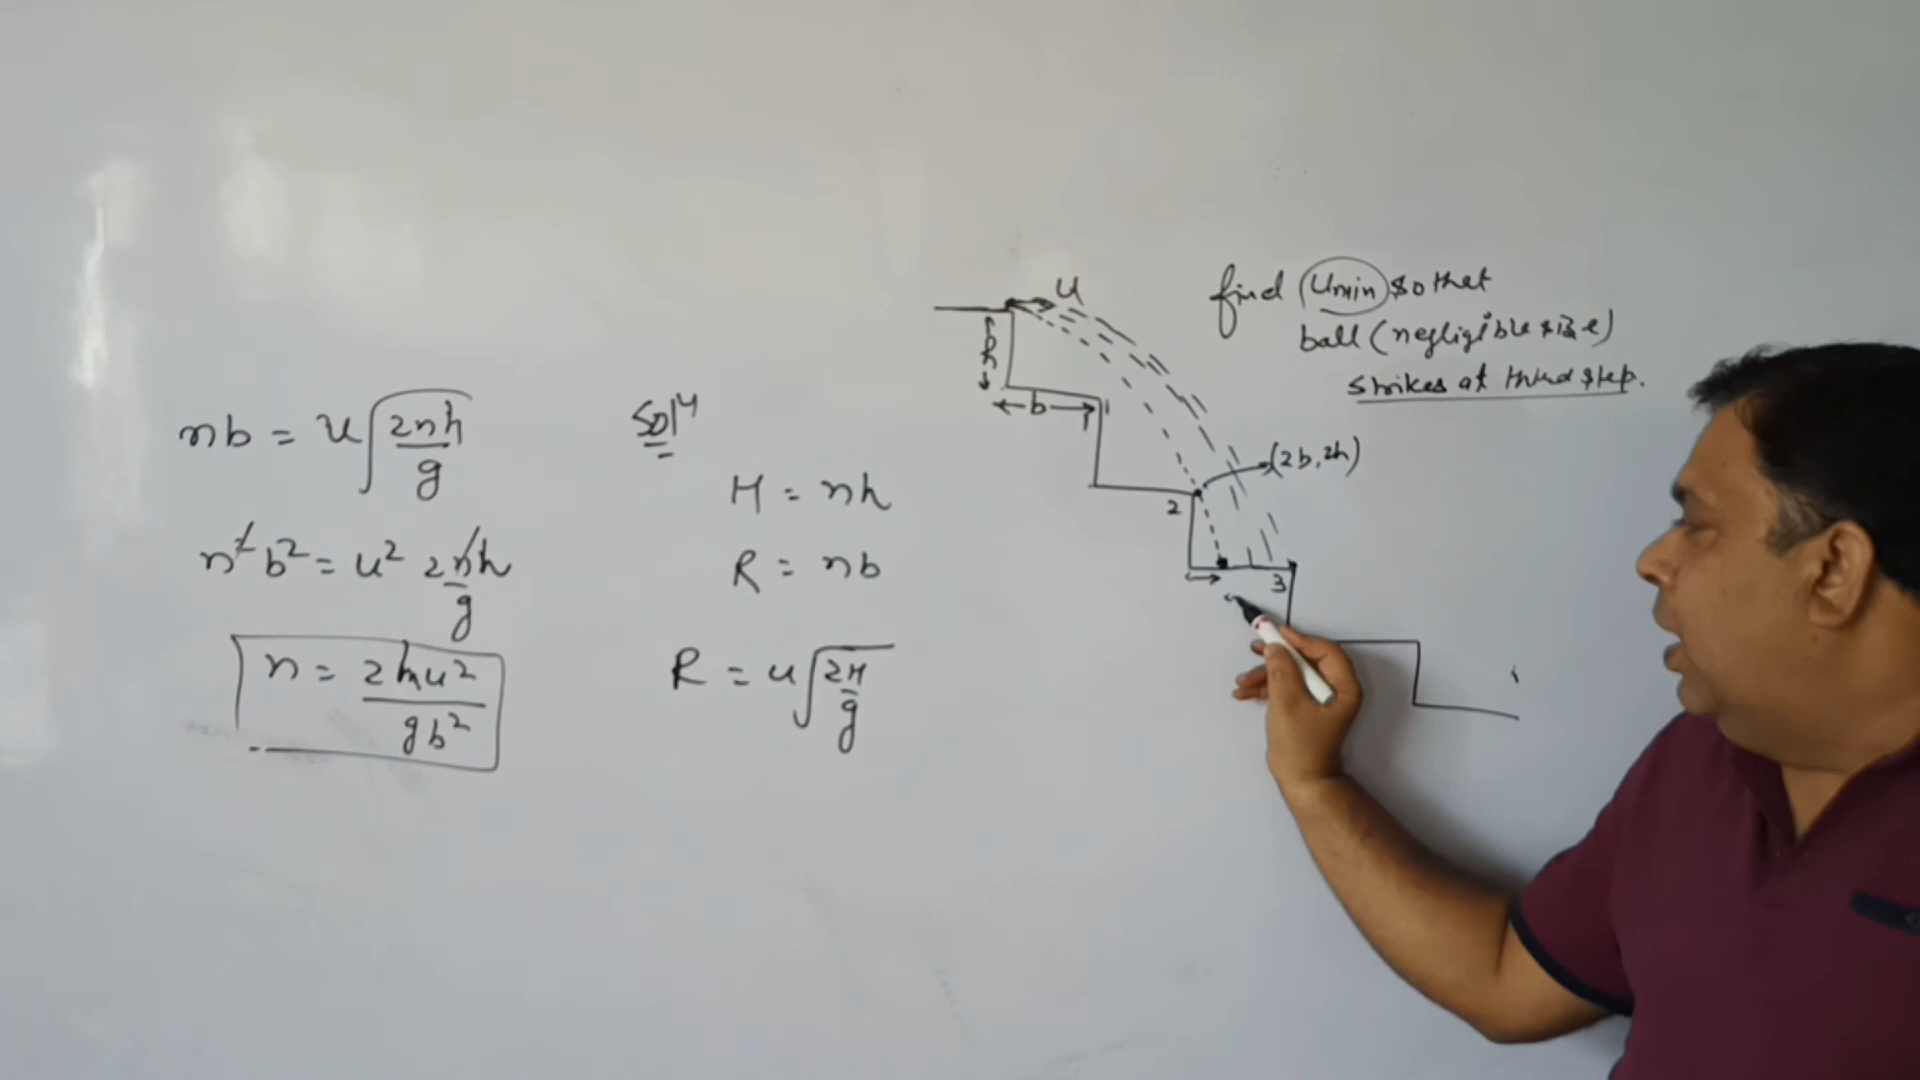 nb = u√(2nh/g)
n²b² = u² 2nh/g
n = 2hu²/gb²
Solⁿ
H = nh
R = nb
R = u√(2H/g)
u
h
b
1
2
3
(2b, 2h)
find Umin so that
ball (negligible size)
strikes at third step.